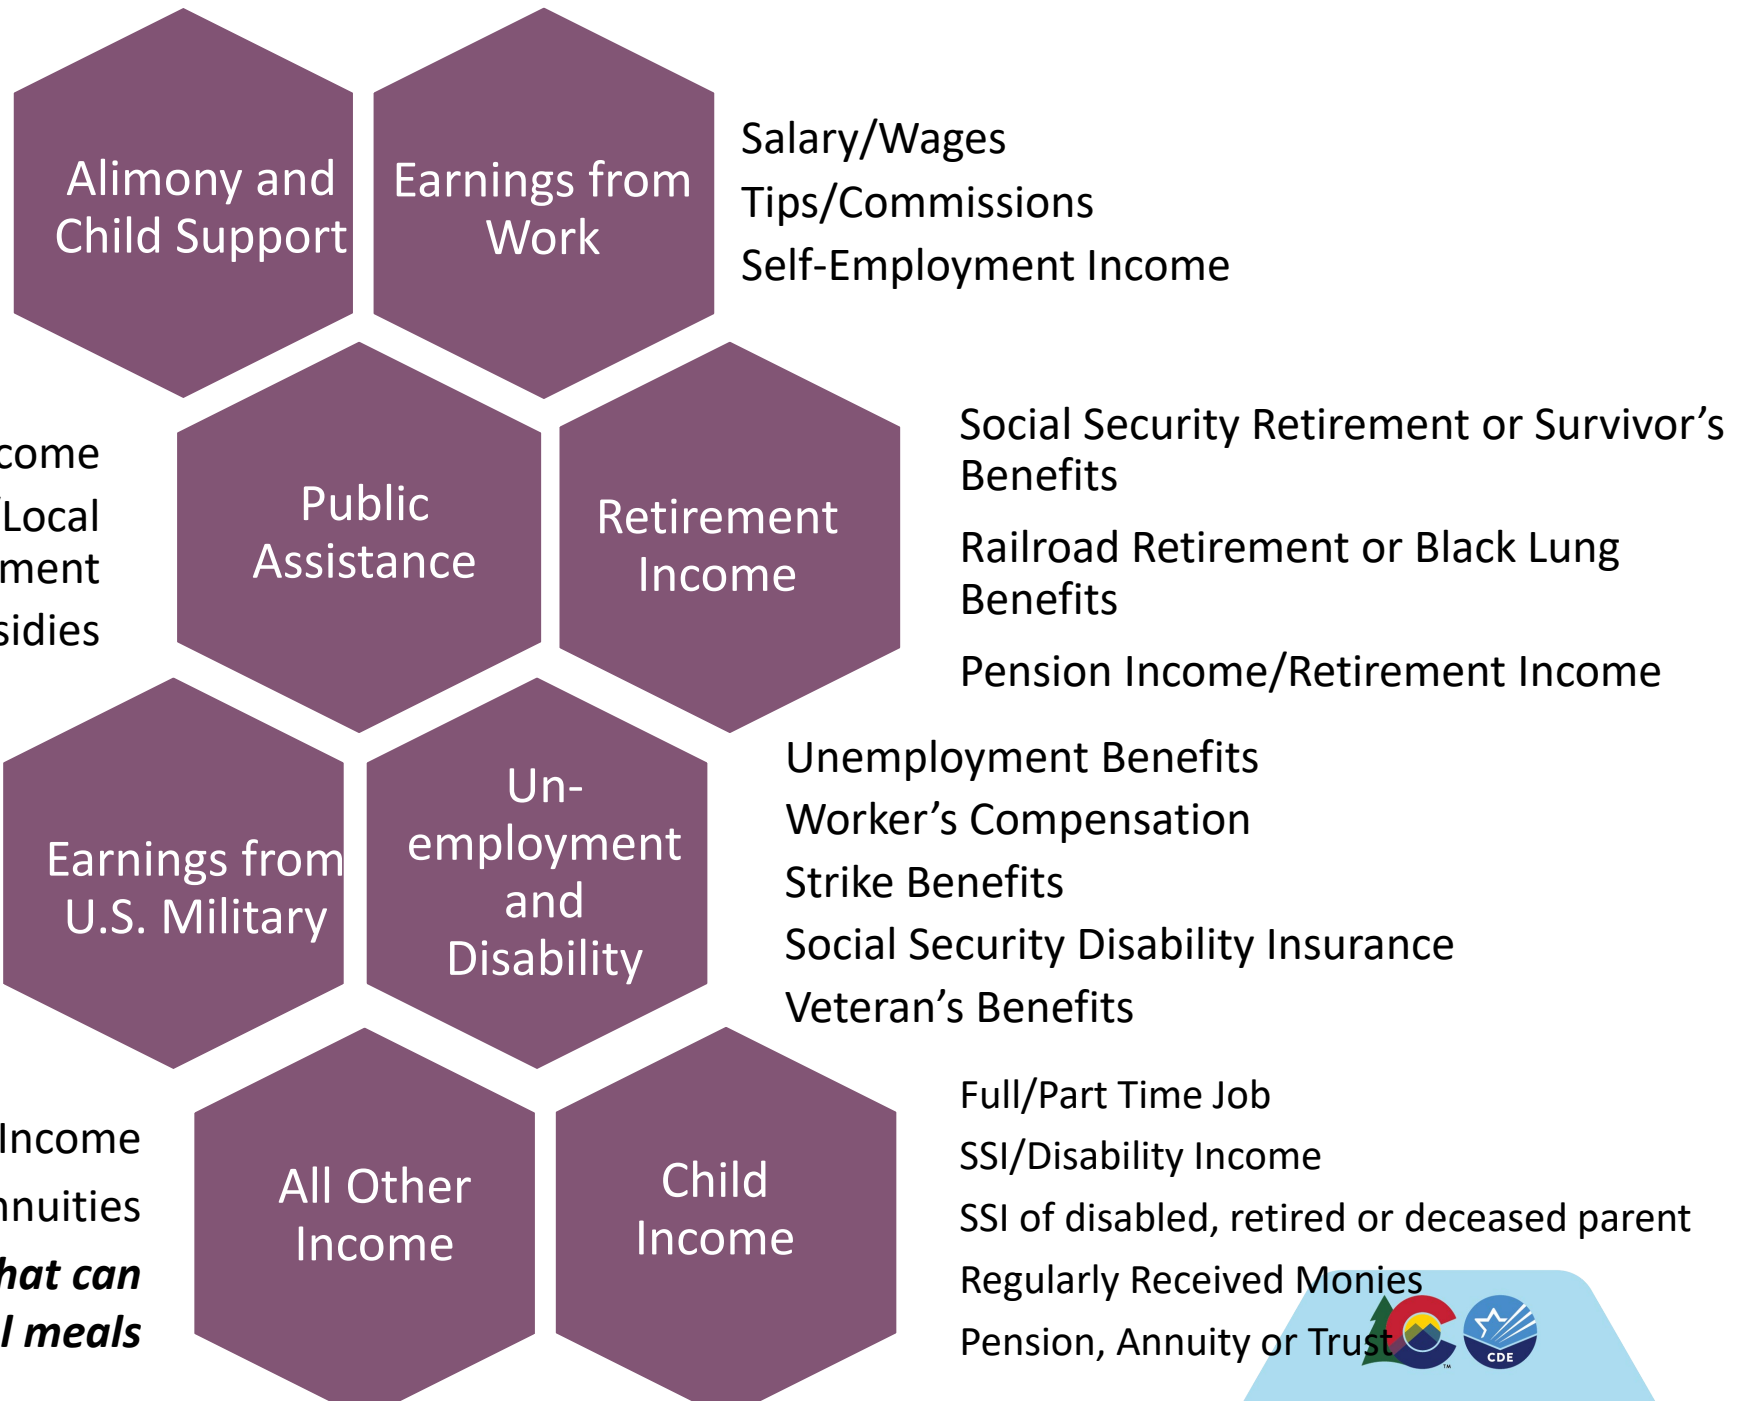 Alimony and
Child Support
Earnings from
Work
Salary/Wages
Tips/Commissions
Self-Employment Income
/Local
sidies
Public
Assistance
Retirement
Income
Social Security Retirement or Survivor’s
Benefits
Railroad Retirement or Black Lung
Benefits
Pension Income/Retirement Income
Earnings from
U.S. Military
Un-
employment
and
Disability
Unemployment Benefits
Worker’s Compensation
Strike Benefits
Social Security Disability Insurance
Veteran’s Benefits
Income
nnuities
hat can
l meals
All Other
Income
Child
Income
Full/Part Time Job
SSI/Disability Income
SSI of disabled, retired or deceased parent
Regularly Received Monies
Pension, Annuity or Trust
TM
CDE